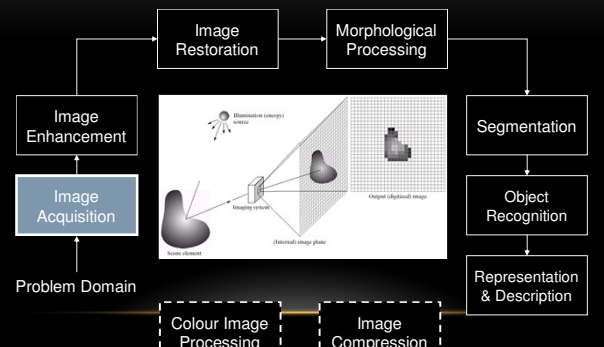 Image
Restoration
Morphological
Processing
Image
Enhancement
Segmentation
Illumination (energy)
source
Imaging system
Output (digitized) image
(Internal) image plane
Scene element
Image
Acquisition
Object
Recognition
Problem Domain
Representation
& Description
Colour Image
Processing
Image
Compression